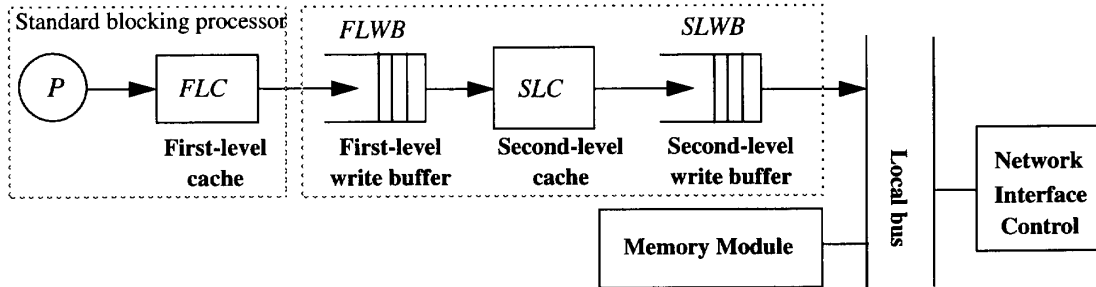 Standard blocking processor
FLWB
SLWB
P
FLC
SLC
First-level
cache
First-level
write buffer
Second-level
cache
Second-level
write buffer
Local bus
Network
Interface
Control
Memory Module